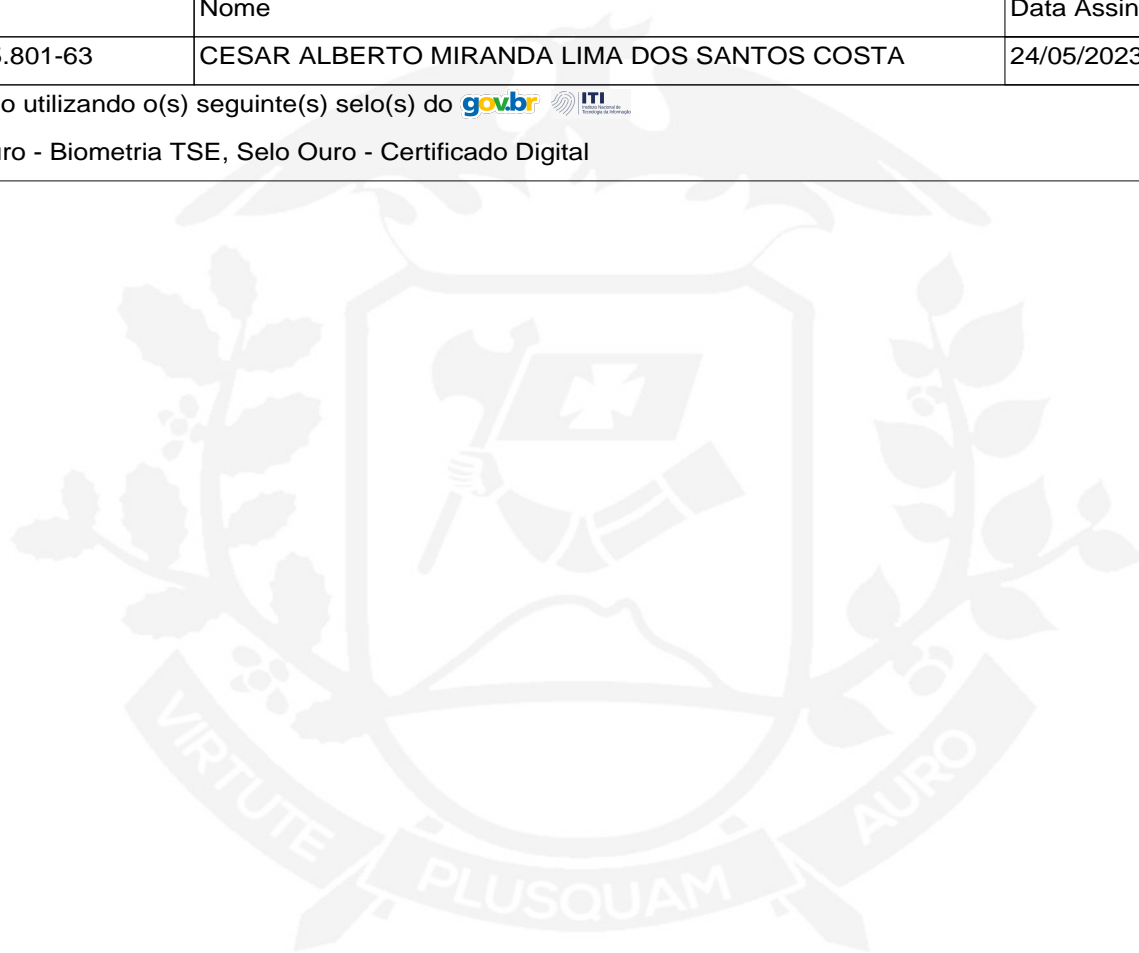 Nome Data Assin
.801-63 CESAR ALBERTO MIRANDA LIMA DOS SANTOS COSTA 24/05/2023
o utilizando o(s) seguinte(s) selo(s) do gov.br ITI
ro - Biometria TSE, Selo Ouro - Certificado Digital
VIRTUTE PLUSQUAM AURO